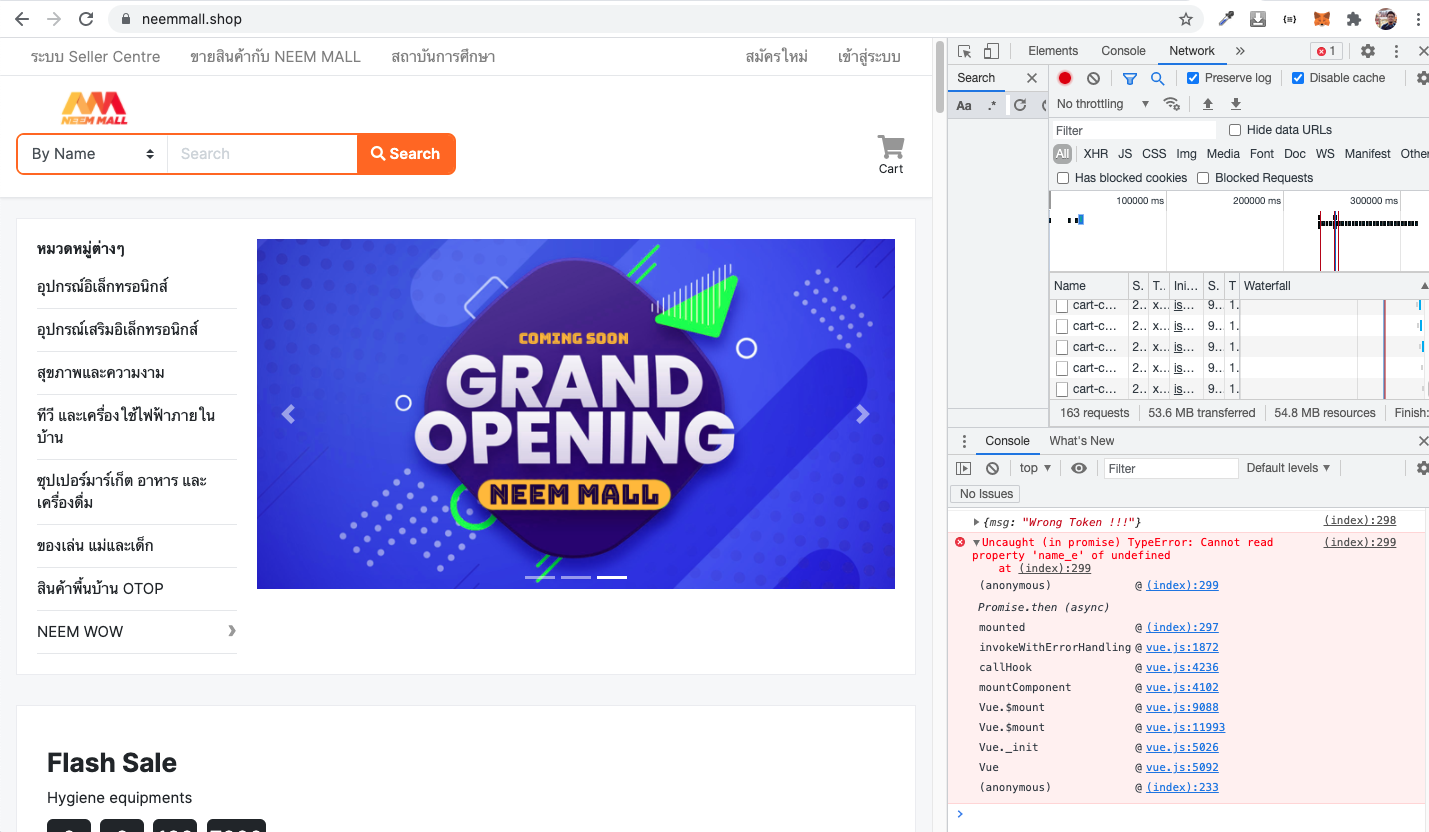 neemmall.shop
ระบบ Seller Centre ขายสินค้ากับ NEEM MALL สถาบันการศึกษา สมัครใหม่ เข้าสู่ระบบ
NEEM MALL
By Name Search Search
Cart
หมวดหมู่ต่างๆ
อุปกรณ์อิเล็กทรอนิกส์
อุปกรณ์เสริมอิเล็กทรอนิกส์
สุขภาพและความงาม
ทีวี และเครื่องใช้ไฟฟ้าภายใน
บ้าน
ซุปเปอร์มาร์เก็ต อาหาร และ
เครื่องดื่ม
ของเล่น แม่และเด็ก
สินค้าพื้นบ้าน OTOP
NEEM WOW
COMING SOON
GRAND
OPENING
NEEM MALL
Flash Sale
Hygiene equipments
Elements Console Network » 1
Search
Preserve log Disable cache
Aa .*
No throttling
Filter Hide data URLs
All XHR JS CSS Img Media Font Doc WS Manifest Other
Has blocked cookies Blocked Requests
100000 ms 200000 ms 300000 ms
Name S. T.. Ini... S. T Waterfall
cart-c... 2.. x... is... 9... 1.
cart-c... 2.. x... is... 9... 1.
cart-c... 2.. x... is... 9... 1.
cart-c... 2.. x... is... 9... 1.
cart-c... 2.. x... is... 9... 1.
163 requests 53.6 MB transferred 54.8 MB resources Finish:
Console What's New
top Filter Default levels
No Issues
{msg: "Wrong Token !!!"} (index):298
Uncaught (in promise) TypeError: Cannot read (index):299
property 'name_e' of undefined
at (index):299
(anonymous) @ (index):299
Promise.then (async)
mounted @ (index):297
invokeWithErrorHandling @ vue.js:1872
callHook @ vue.js:4236
mountComponent @ vue.js:4102
Vue.$mount @ vue.js:9088
Vue.$mount @ vue.js:11993
Vue._init @ vue.js:5026
Vue @ vue.js:5092
(anonymous) @ (index):233